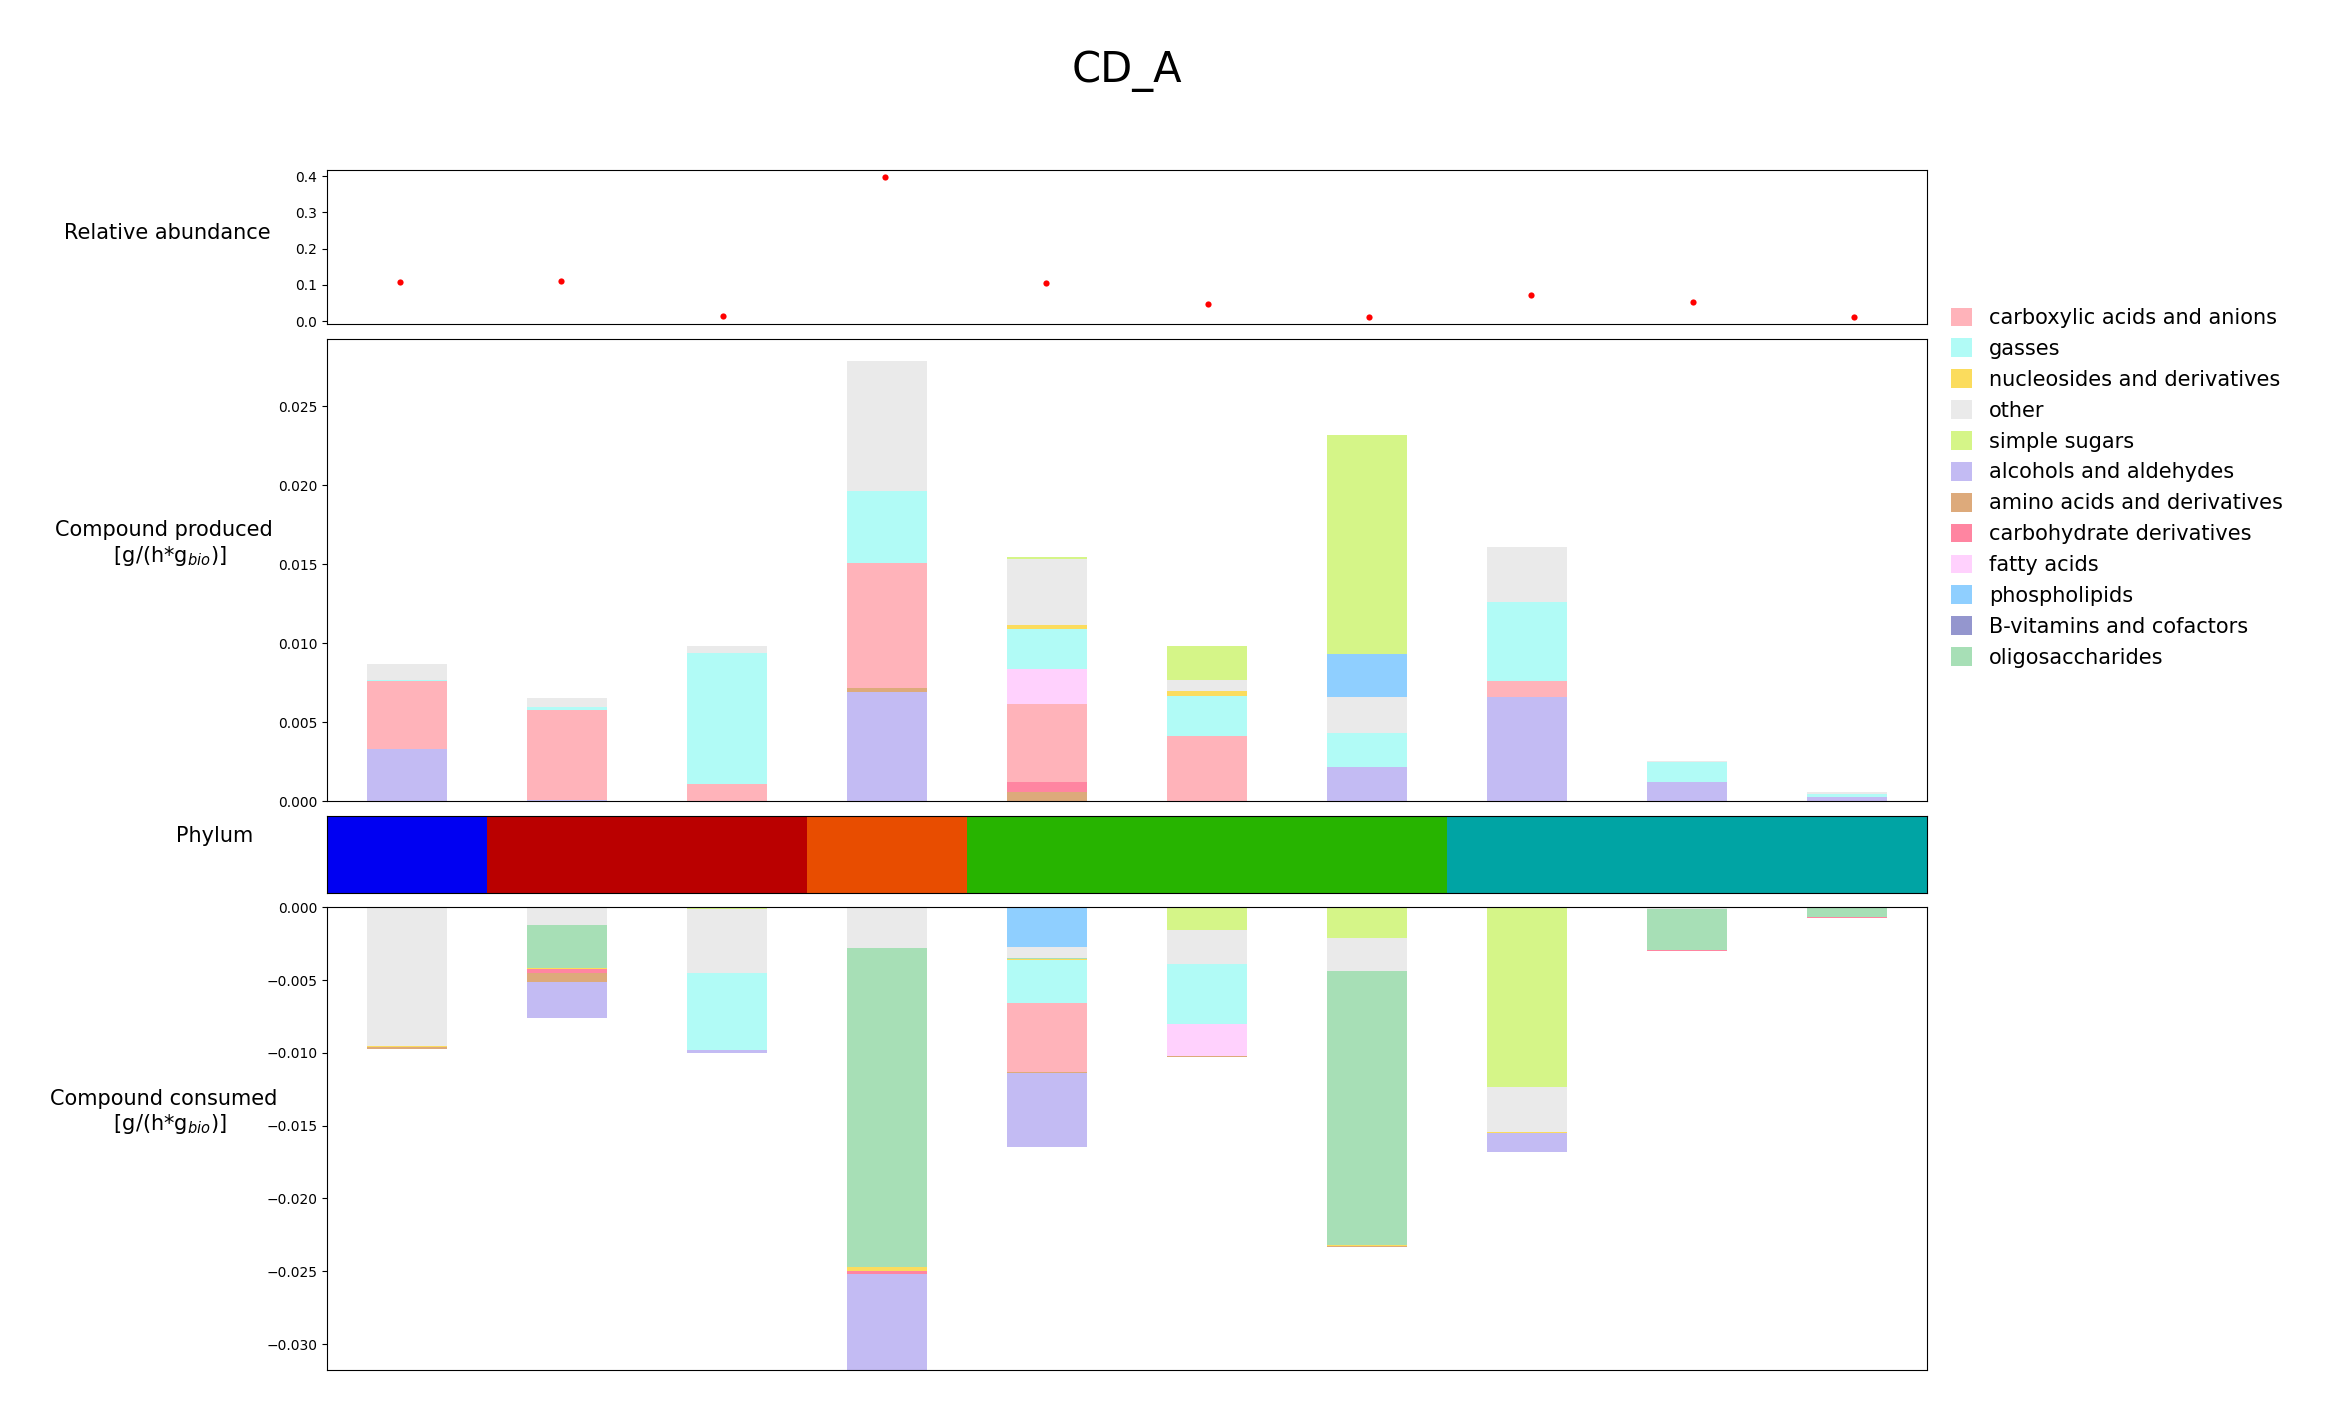 CD_A
Relative abundance
0.4
0.3
0.2
0.1
0.0
Compound produced
[g/(h*g_bio)]
0.025
0.020
0.015
0.010
0.005
0.000
Phylum
Compound consumed
[g/(h*g_bio)]
0.000
−0.005
−0.010
−0.015
−0.020
−0.025
−0.030
carboxylic acids and anions
gasses
nucleosides and derivatives
other
simple sugars
alcohols and aldehydes
amino acids and derivatives
carbohydrate derivatives
fatty acids
phospholipids
B-vitamins and cofactors
oligosaccharides